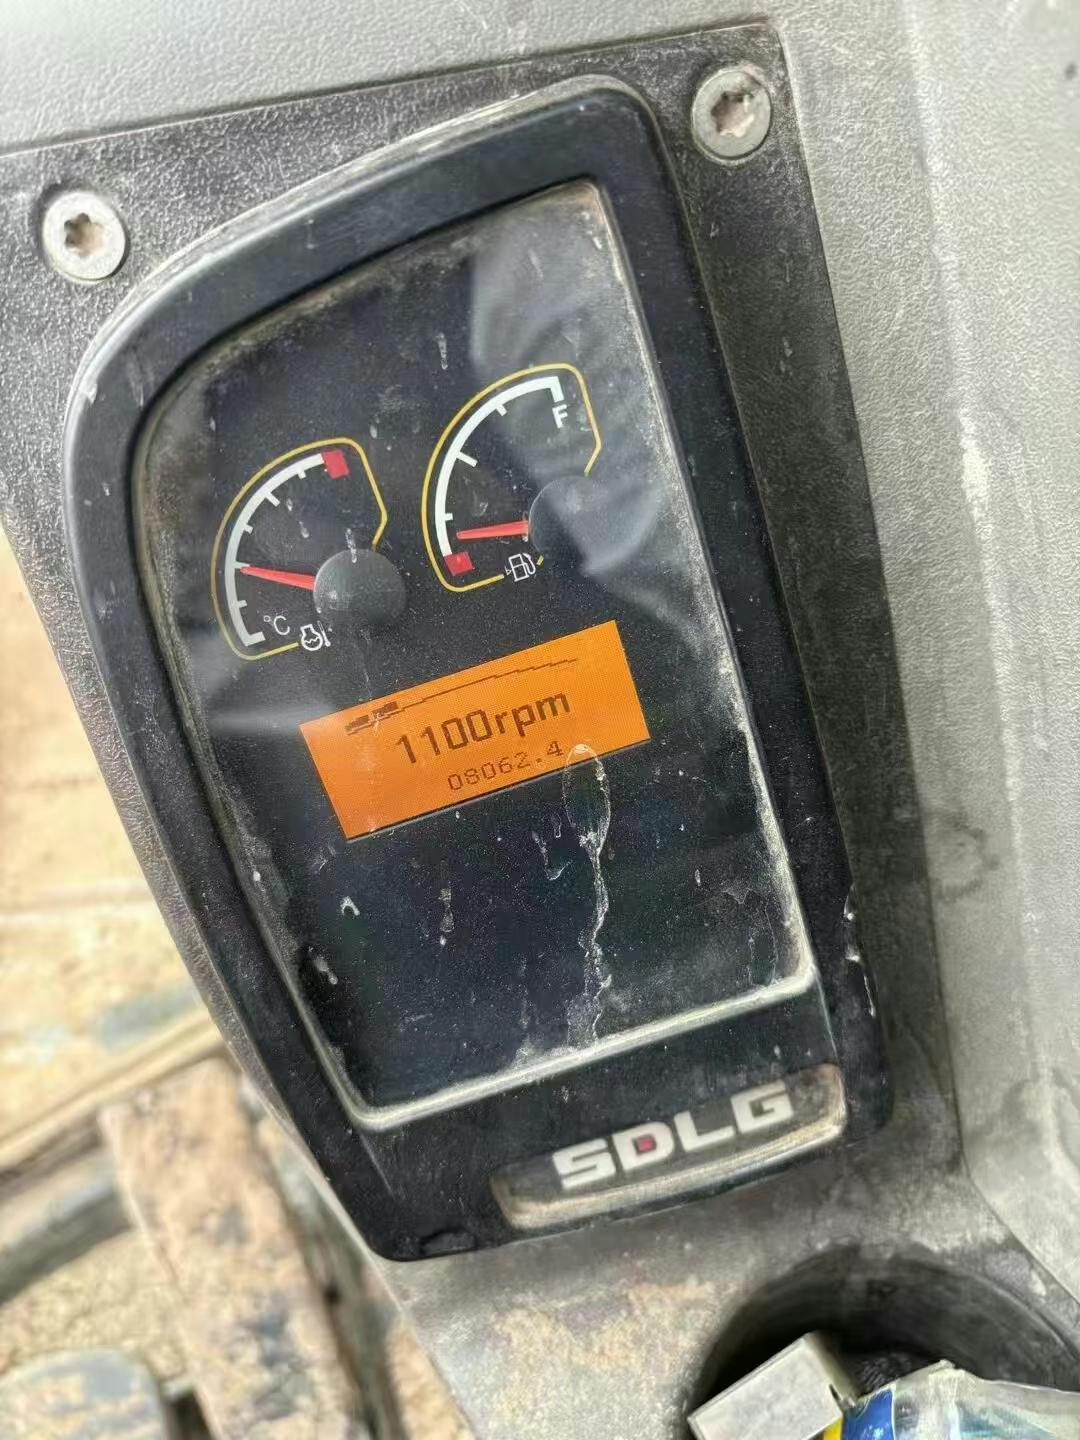 F
°C
1100rpm
08062.4
SDLG